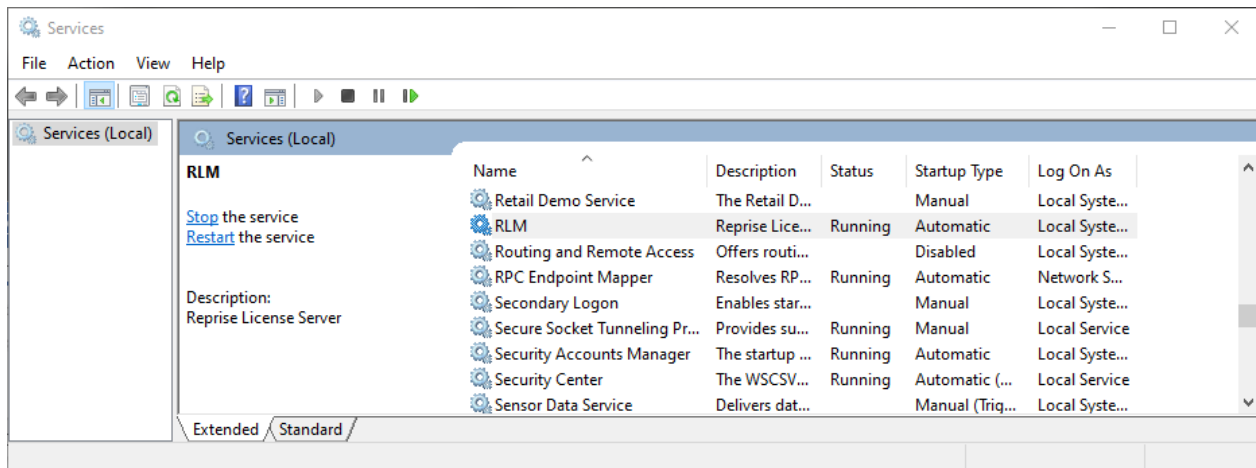 Services
File Action View Help
Services (Local)
Services (Local)
RLM
Stop the service
Restart the service
Description:
Reprise License Server
Name Description Status Startup Type Log On As
Retail Demo Service The Retail D... Manual Local Syste...
RLM Reprise Lice... Running Automatic Local Syste...
Routing and Remote Access Offers routi... Disabled Local Syste...
RPC Endpoint Mapper Resolves RP... Running Automatic Network S...
Secondary Logon Enables star... Manual Local Syste...
Secure Socket Tunneling Pr... Provides su... Running Manual Local Service
Security Accounts Manager The startup ... Running Automatic Local Syste...
Security Center The WSCSV... Running Automatic (... Local Service
Sensor Data Service Delivers dat... Manual (Trig... Local Syste...
Extended Standard